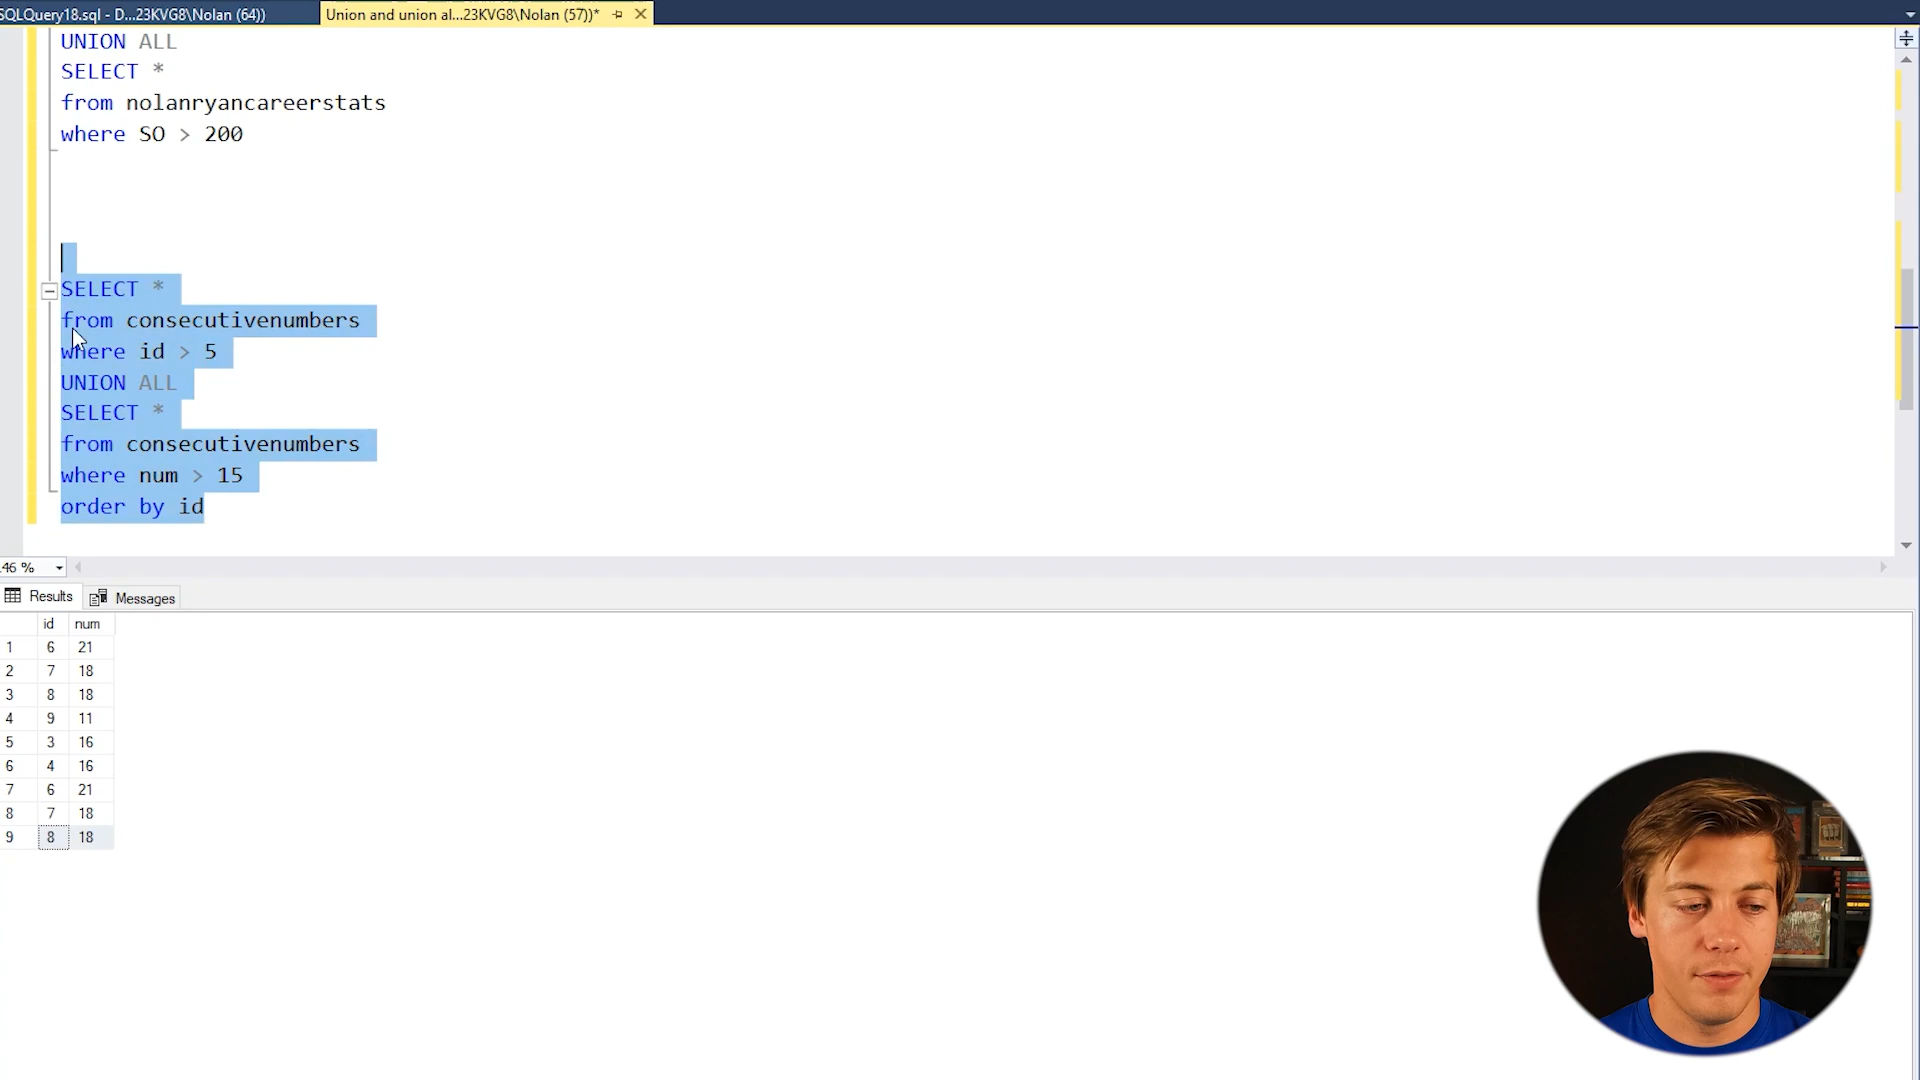 SQLQuery18.sql - D...23KVG8\Nolan (64))
Union and union al...23KVG8\Nolan (57))*
UNION ALL
SELECT *
from nolanryancareerstats
where SO > 200
SELECT *
from consecutivenumbers
where id > 5
UNION ALL
SELECT *
from consecutivenumbers
where num > 15
order by id
.46 %
Results
Messages
id num
1 6 21
2 7 18
3 8 18
4 9 11
5 3 16
6 4 16
7 6 21
8 7 18
9 8 18